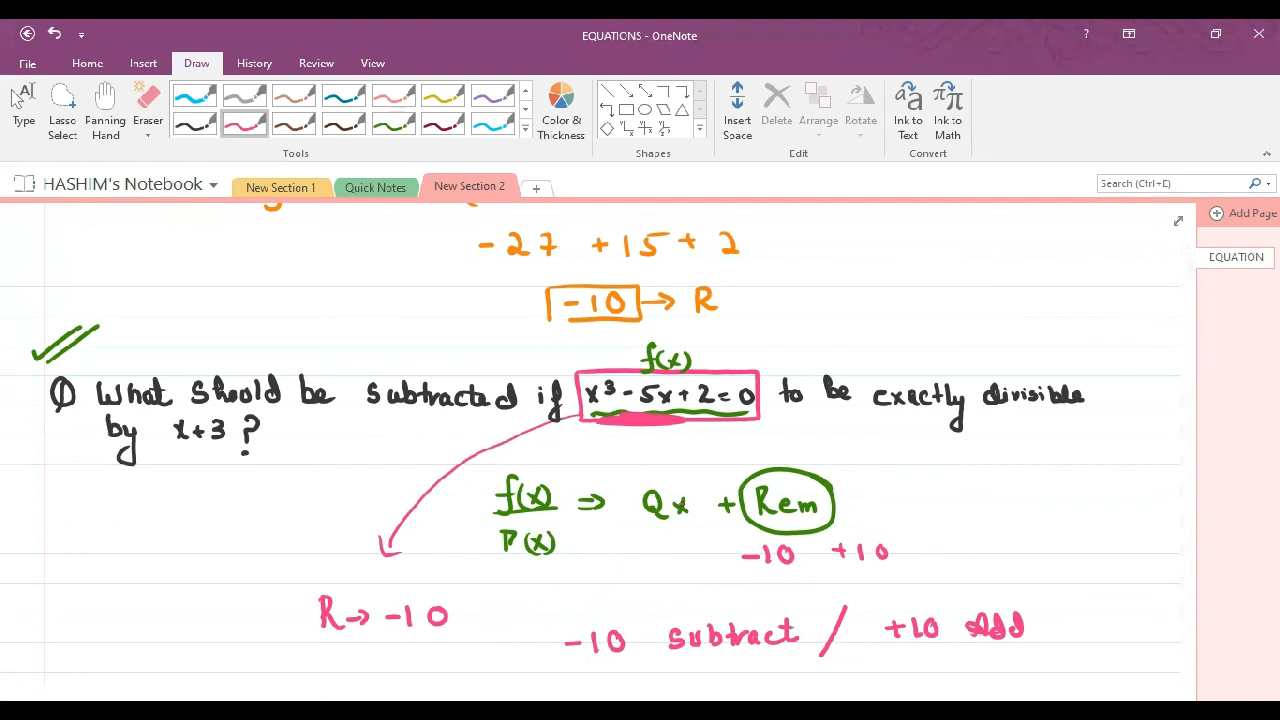 EQUATIONS - OneNote
File Home Insert Draw History Review View
Type Lasso Select Panning Hand Eraser Color & Thickness Insert Space Delete Arrange Rotate Ink to Text Ink to Math
Tools Shapes Edit Convert
HASHIM's Notebook New Section 1 Quick Notes New Section 2 Search (Ctrl+E)
Add Page
EQUATION
-27 +15 + 2
-10 → R
f(x)
Q What should be subtracted if x³ - 5x + 2 = 0 to be exactly divisible
by x+3 ?
f(x) ⇒ Qx + Rem
P(x)
-10 +10
R → -10
-10 subtract / +10 Add